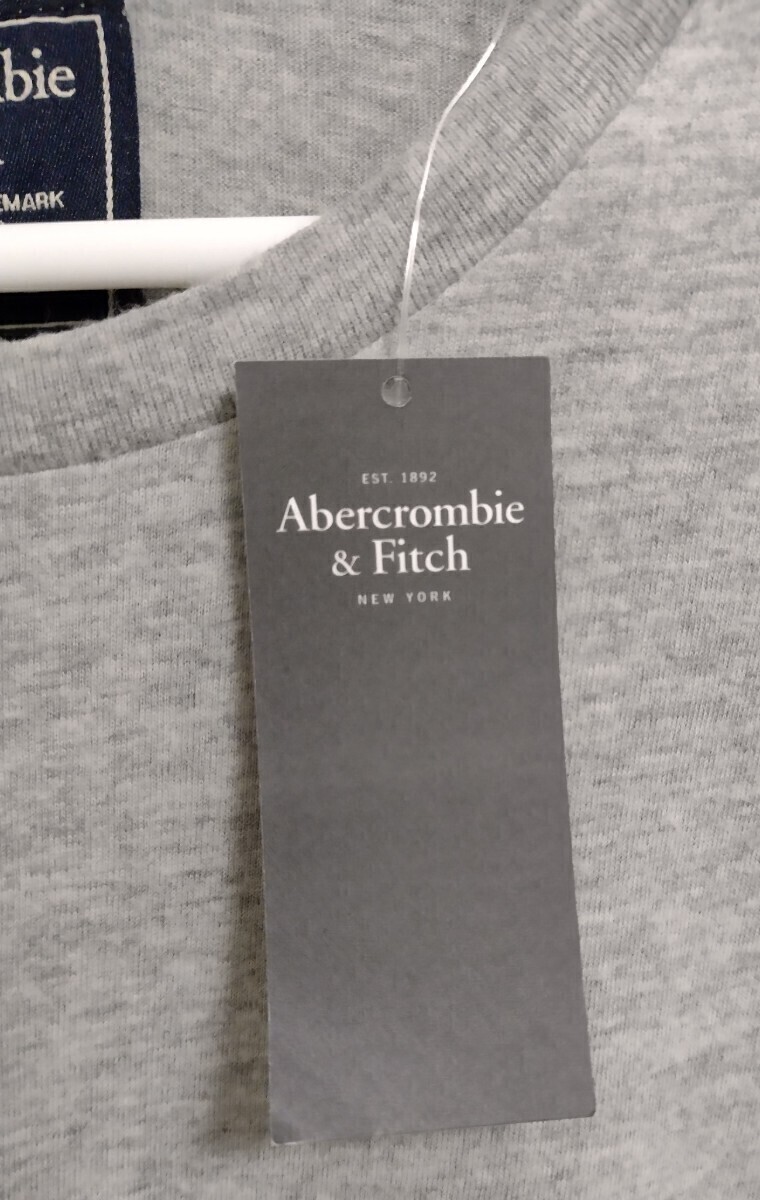 bie
EMARK
EST. 1892
Abercrombie
& Fitch
NEW YORK